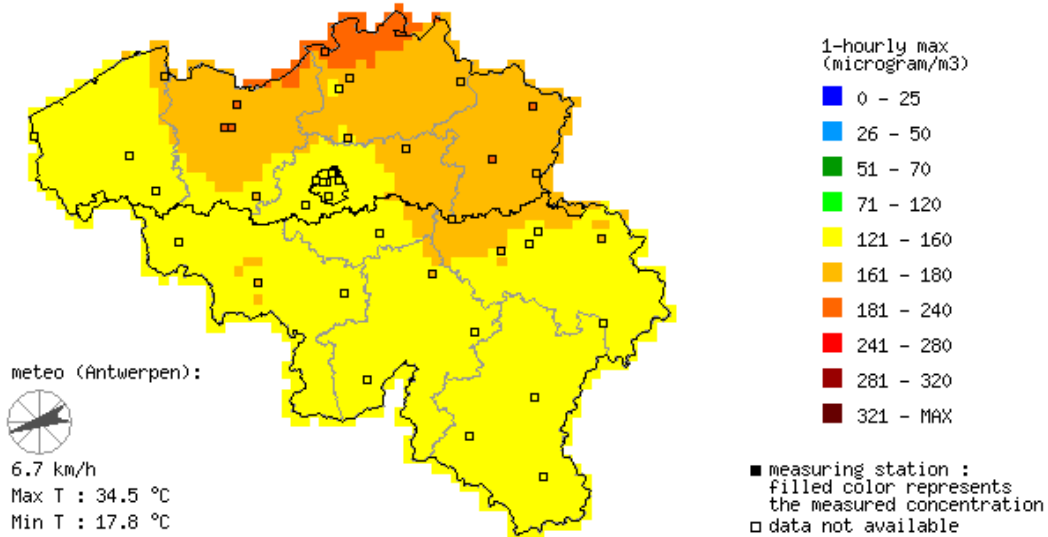 1-hourly max
(microgram/m3)
0 - 25
26 - 50
51 - 70
71 - 120
121 - 160
161 - 180
181 - 240
241 - 280
281 - 320
321 - MAX
meteo (Antwerpen):
6.7 km/h
Max T : 34.5 °C
Min T : 17.8 °C
measuring station :
filled color represents
the measured concentration
data not available